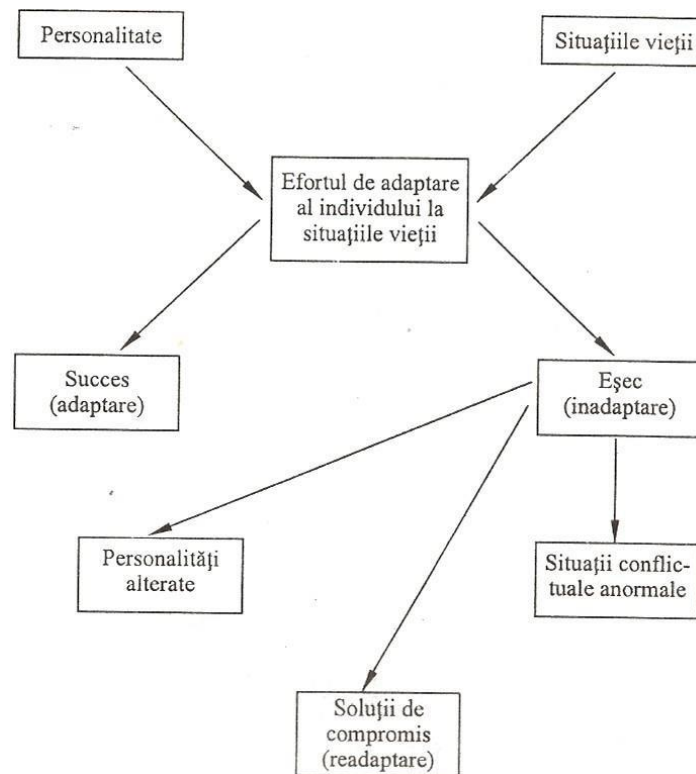 Personalitate
Situaţiile vieţii
Efortul de adaptare
al individului la
situaţiile vieţii
Succes
(adaptare)
Eşec
(inadaptare)
Personalităţi
alterate
Situaţii conflic-
tuale anormale
Soluţii de
compromis
(readaptare)